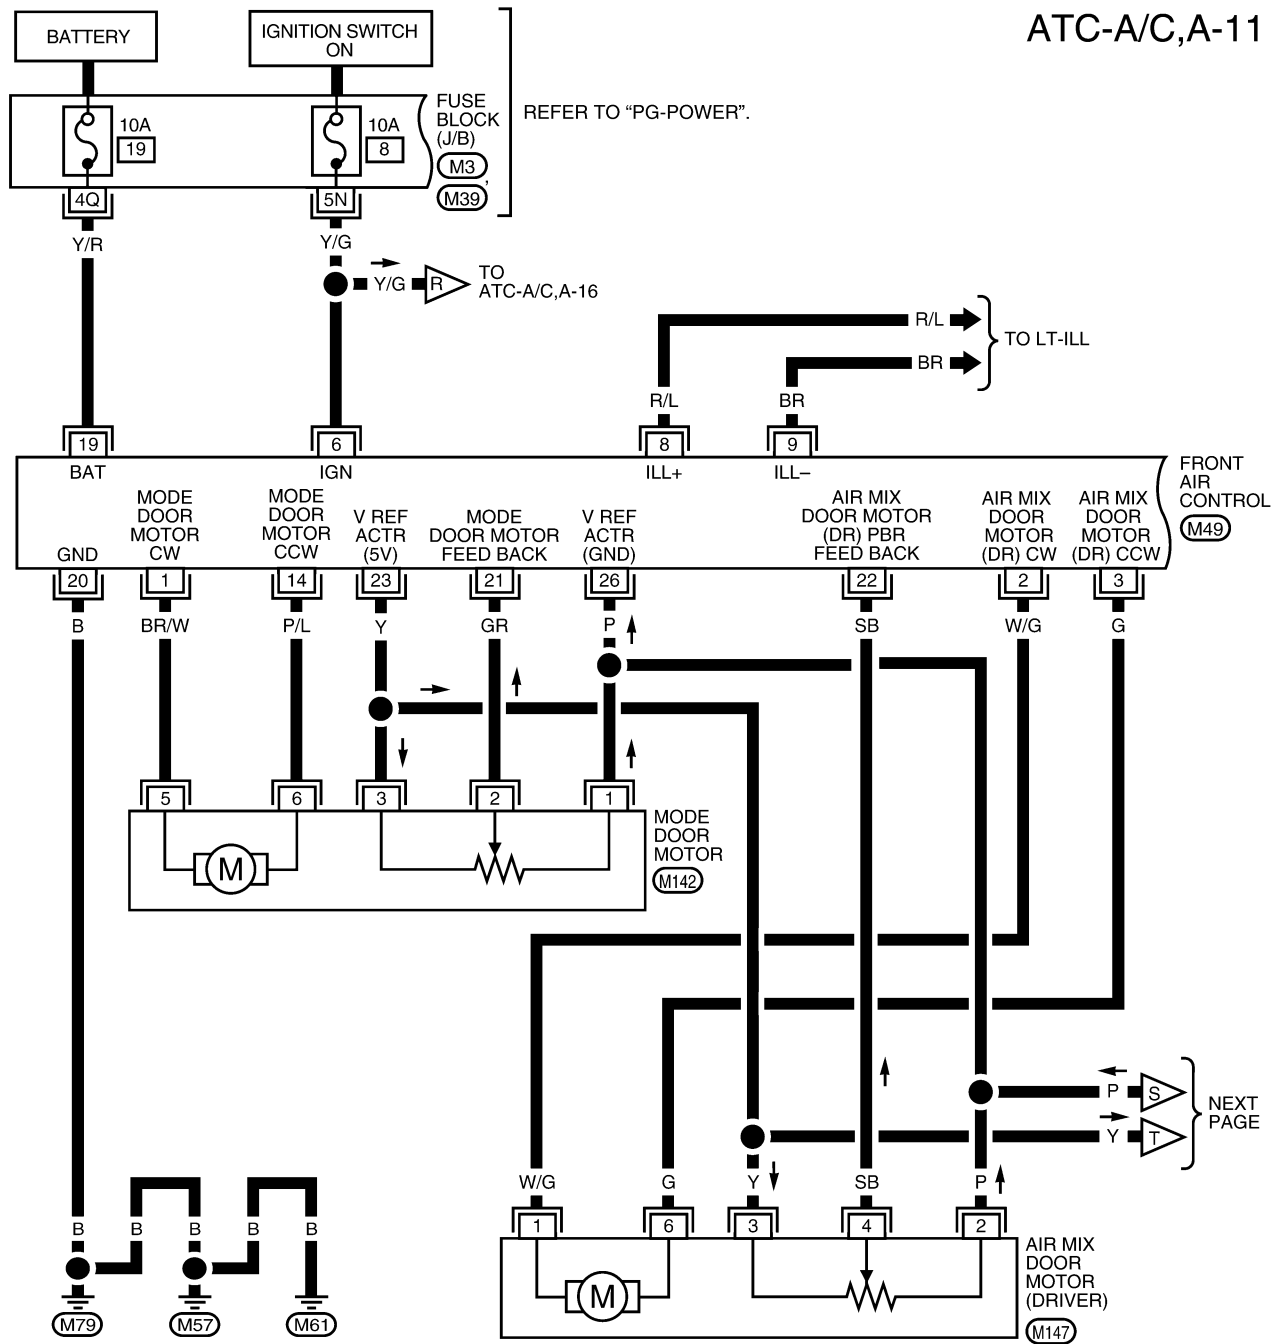 ATC-A/C,A-11
BATTERY
IGNITION SWITCH
ON
10A
19
10A
8
FUSE
BLOCK
(J/B)
M3
,
M39
REFER TO “PG-POWER”.
4Q
5N
Y/R
Y/G
Y/G
R
TO
ATC-A/C,A-16
R/L
BR
TO LT-ILL
R/L
BR
19
6
8
9
BAT
IGN
ILL+
ILL–
FRONT
AIR
CONTROL
M49
GND
MODE
DOOR
MOTOR
CW
MODE
DOOR
MOTOR
CCW
V REF
ACTR
(5V)
MODE
DOOR MOTOR
FEED BACK
V REF
ACTR
(GND)
AIR MIX
DOOR MOTOR
(DR) PBR
FEED BACK
AIR MIX
DOOR
MOTOR
(DR) CW
AIR MIX
DOOR
MOTOR
(DR) CCW
20
1
14
23
21
26
22
2
3
B
BR/W
P/L
Y
GR
P
SB
W/G
G
5
6
3
2
1
M
MODE
DOOR
MOTOR
M142
P
S
Y
T
NEXT
PAGE
W/G
G
Y
SB
P
1
6
3
4
2
M
AIR MIX
DOOR
MOTOR
(DRIVER)
M147
B
B
B
B
B
M79
M57
M61